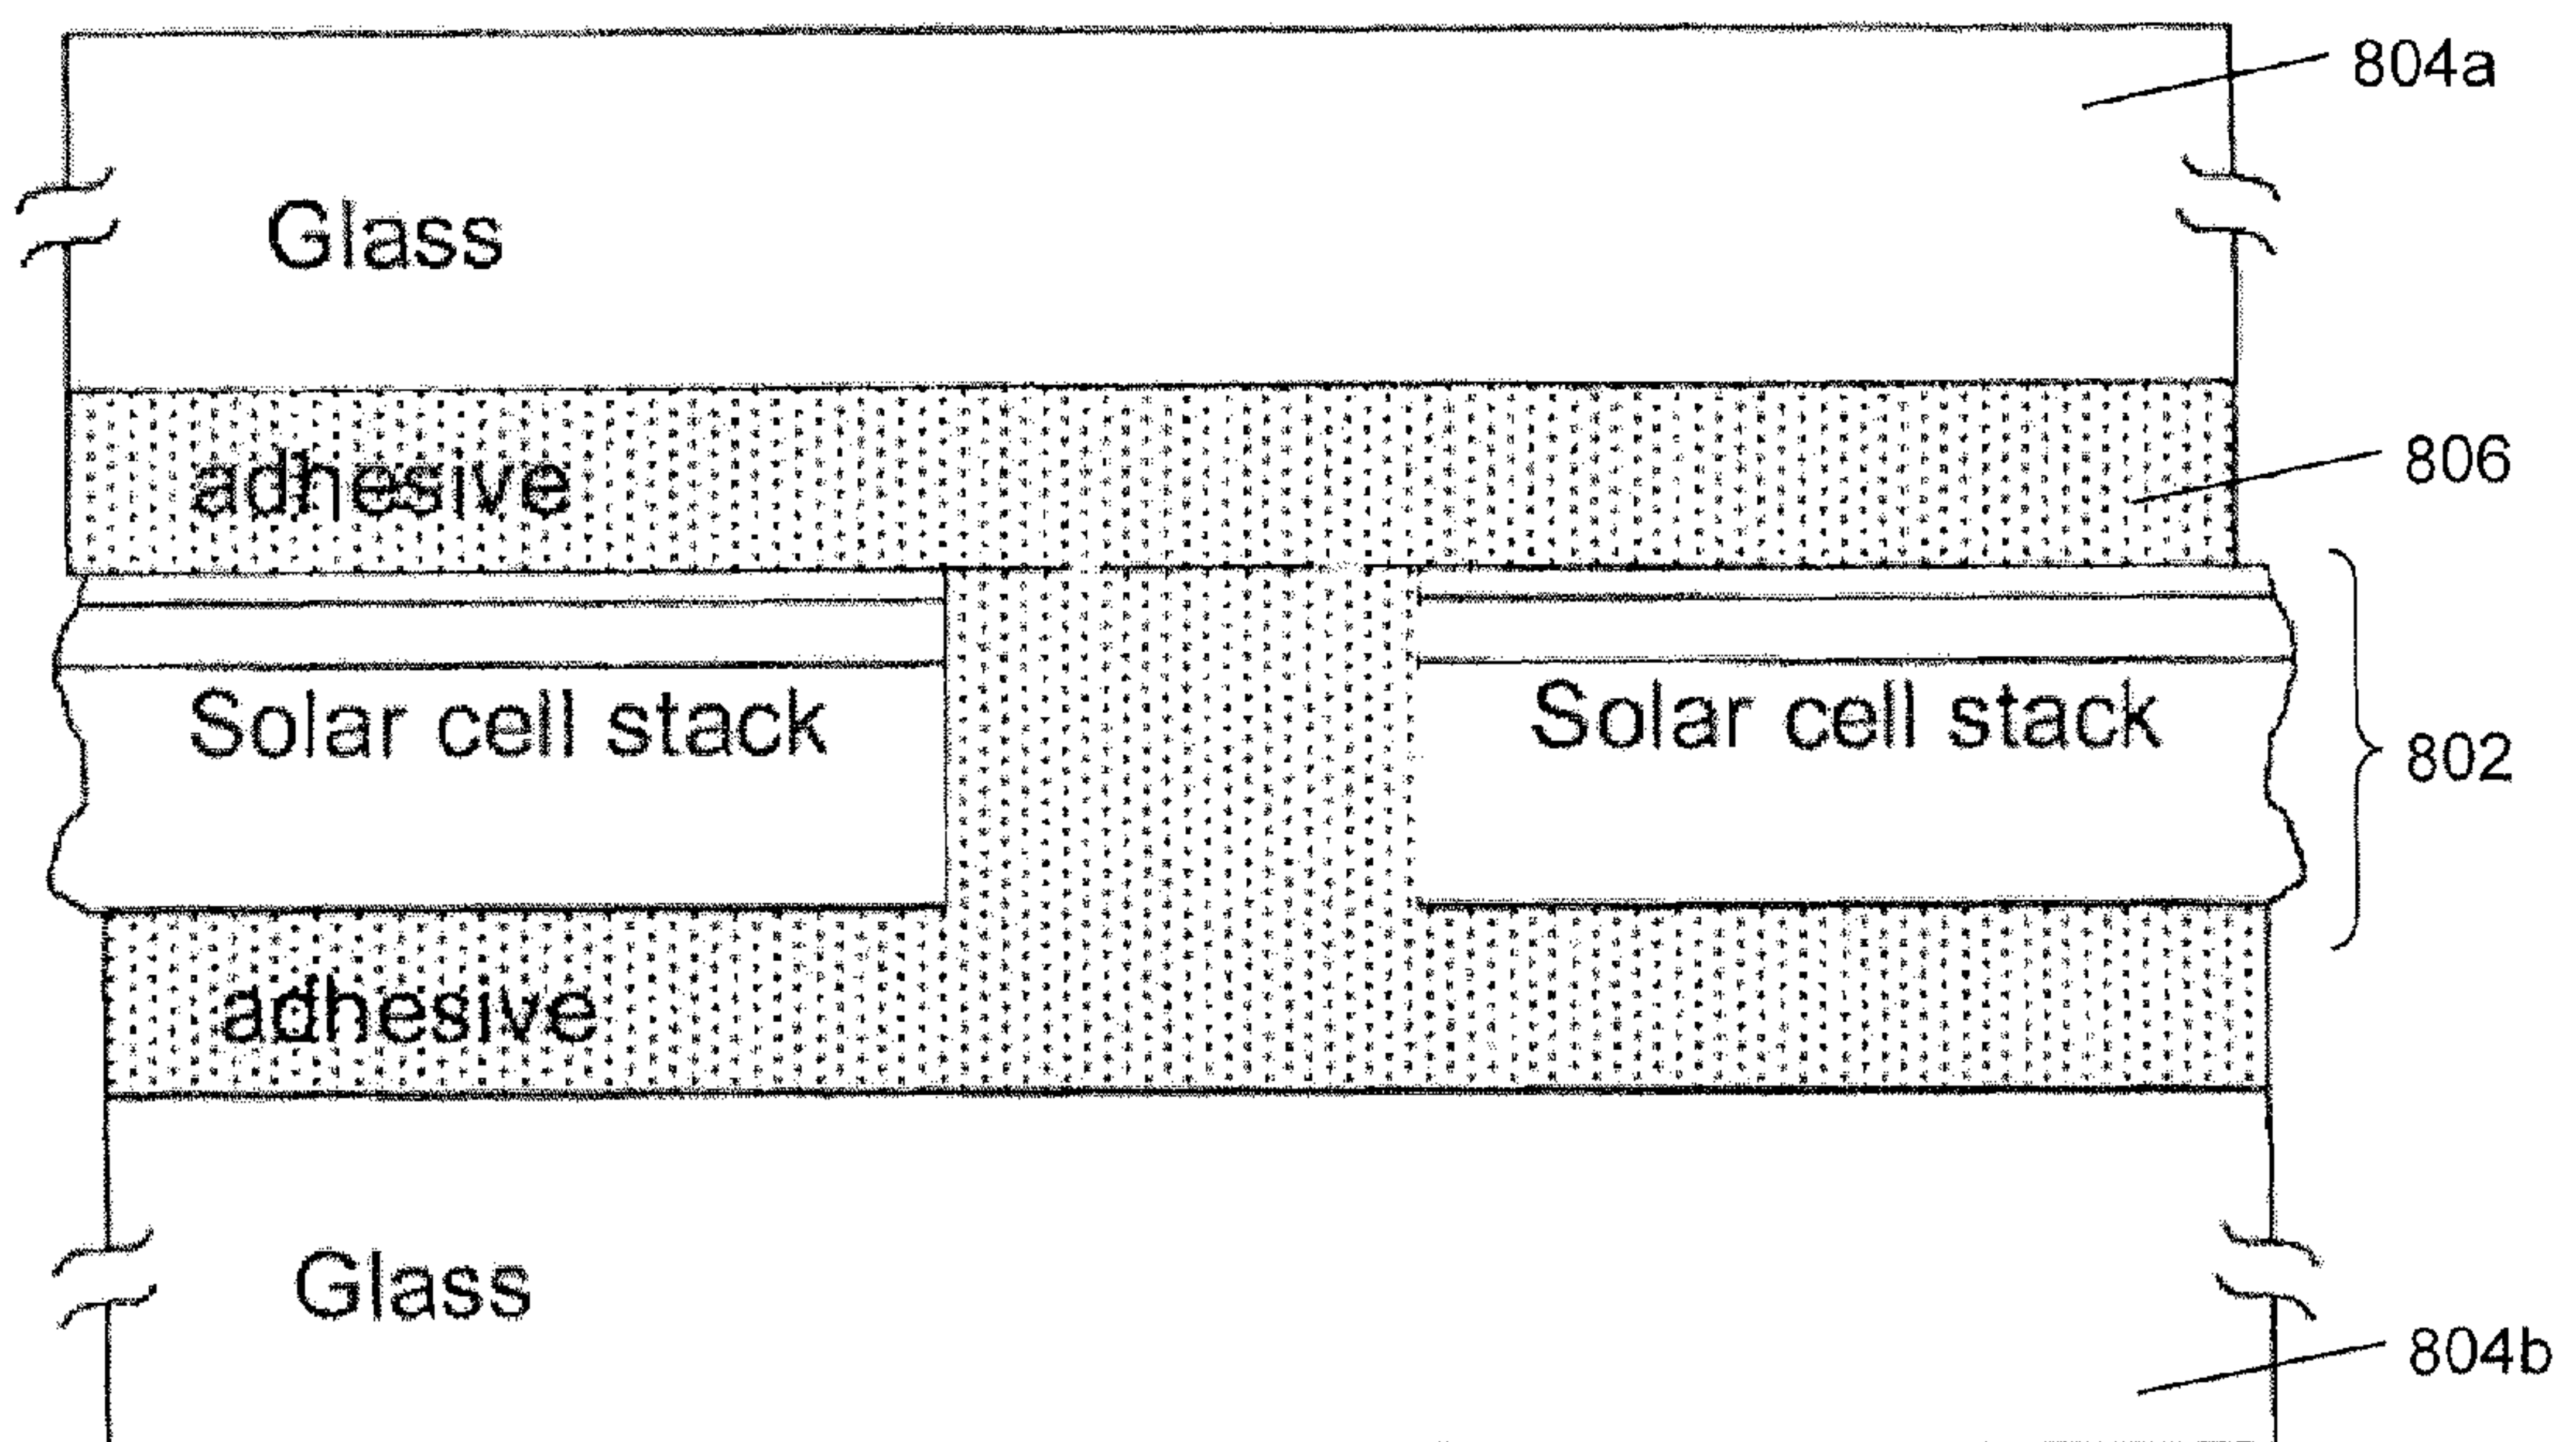 804a
Glass
adhesive
806
Solar cell stack
Solar cell stack
802
adhesive
Glass
804b